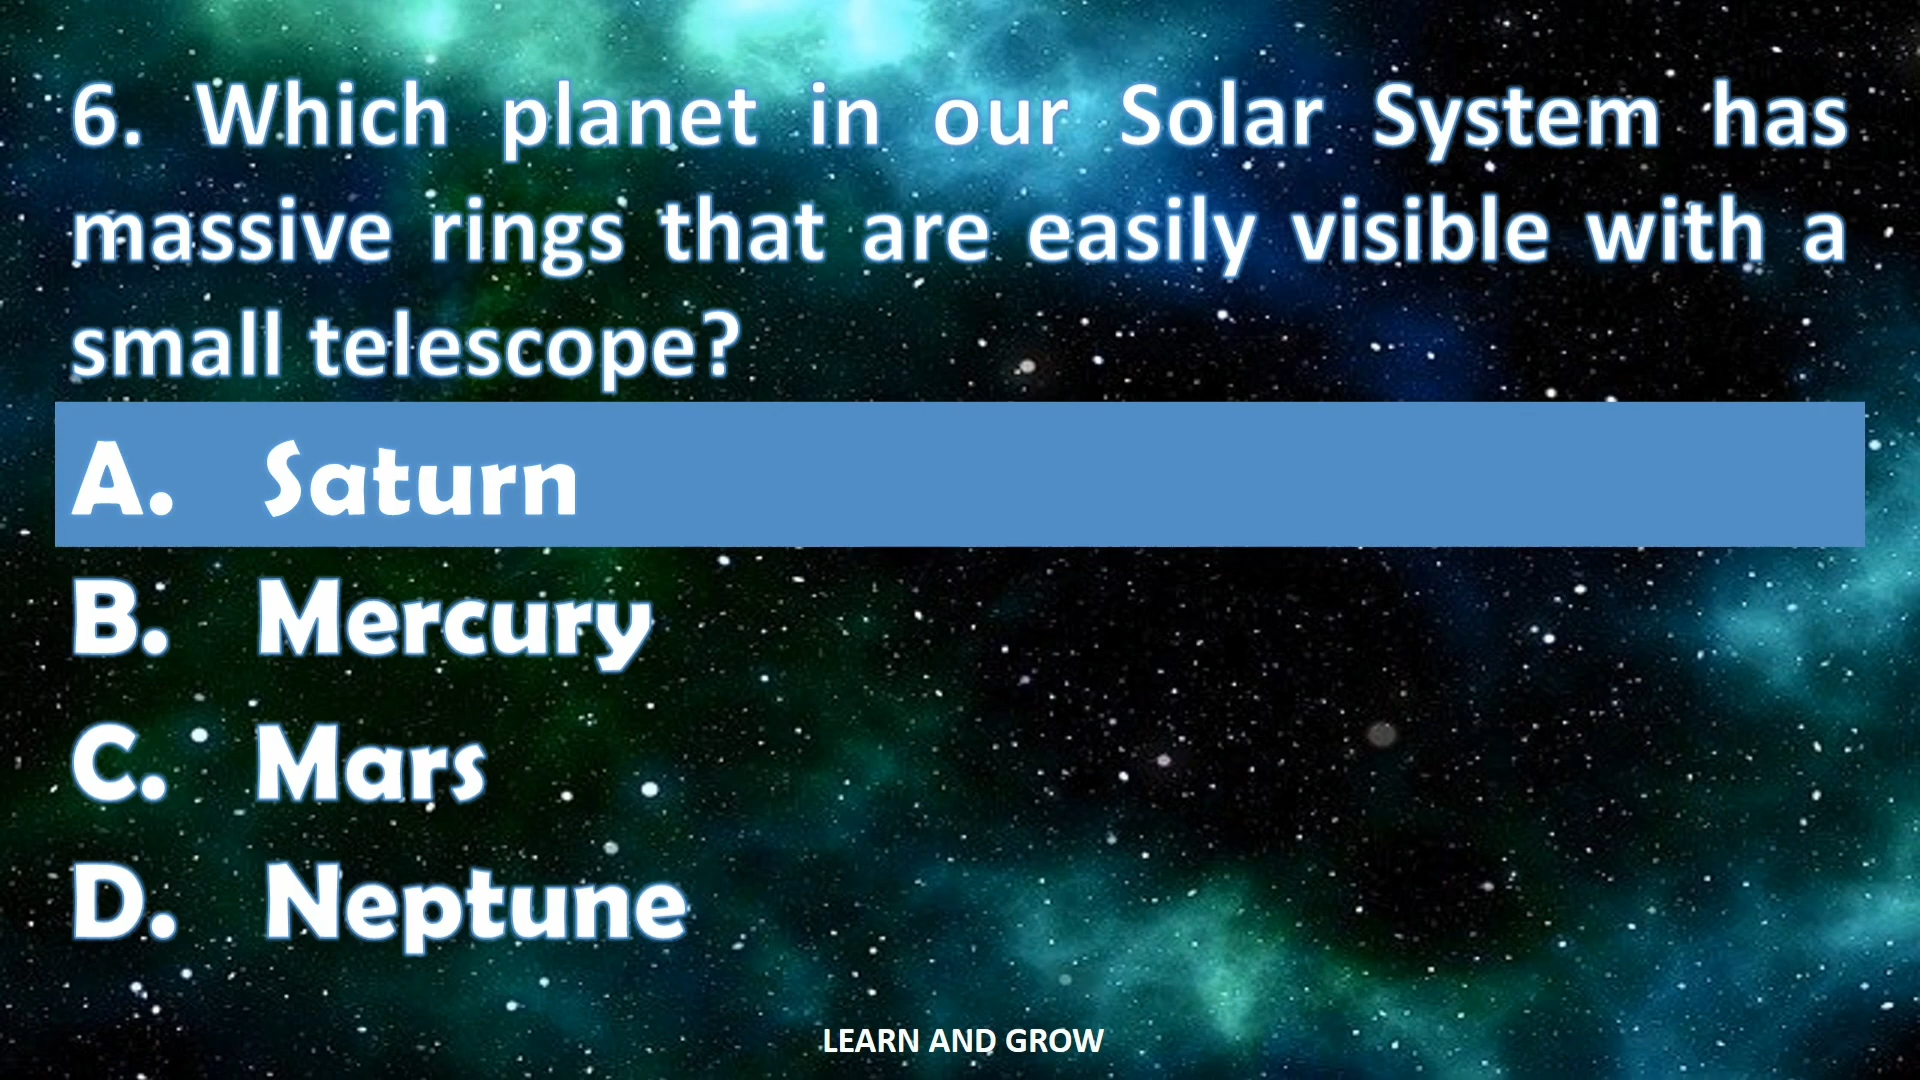 6. Which planet in our Solar System has
massive rings that are easily visible with a
small telescope?
A. Saturn
B. Mercury
C. Mars
D. Neptune
LEARN AND GROW